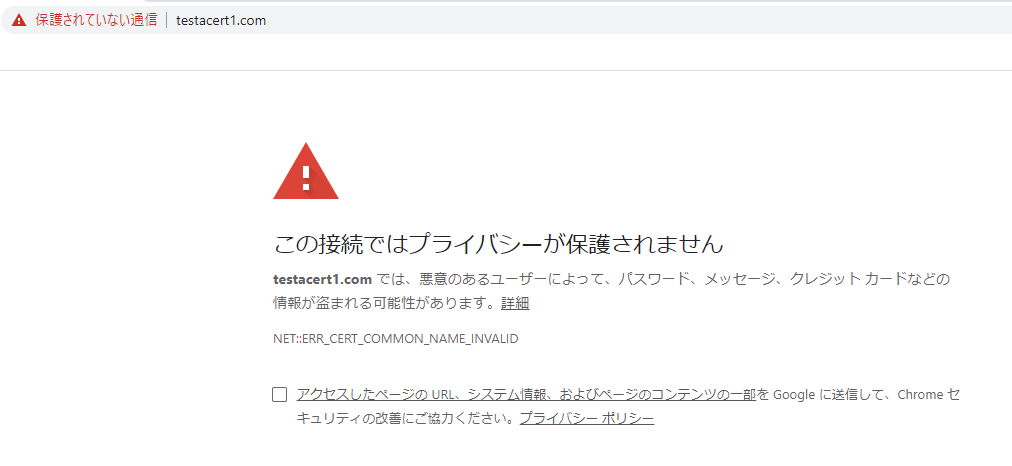 保護されていない通信 | testacert1.com
この接続ではプライバシーが保護されません
testacert1.com では、悪意のあるユーザーによって、パスワード、メッセージ、クレジット カードなどの
情報が盗まれる可能性があります。詳細
NET::ERR_CERT_COMMON_NAME_INVALID
アクセスしたページの URL、システム情報、およびページのコンテンツの一部を Google に送信して、Chrome セ
キュリティの改善にご協力ください。プライバシー ポリシー